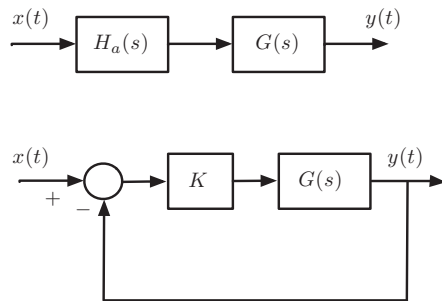 x(t) H_a(s) G(s) y(t)
x(t) + − K G(s) y(t)